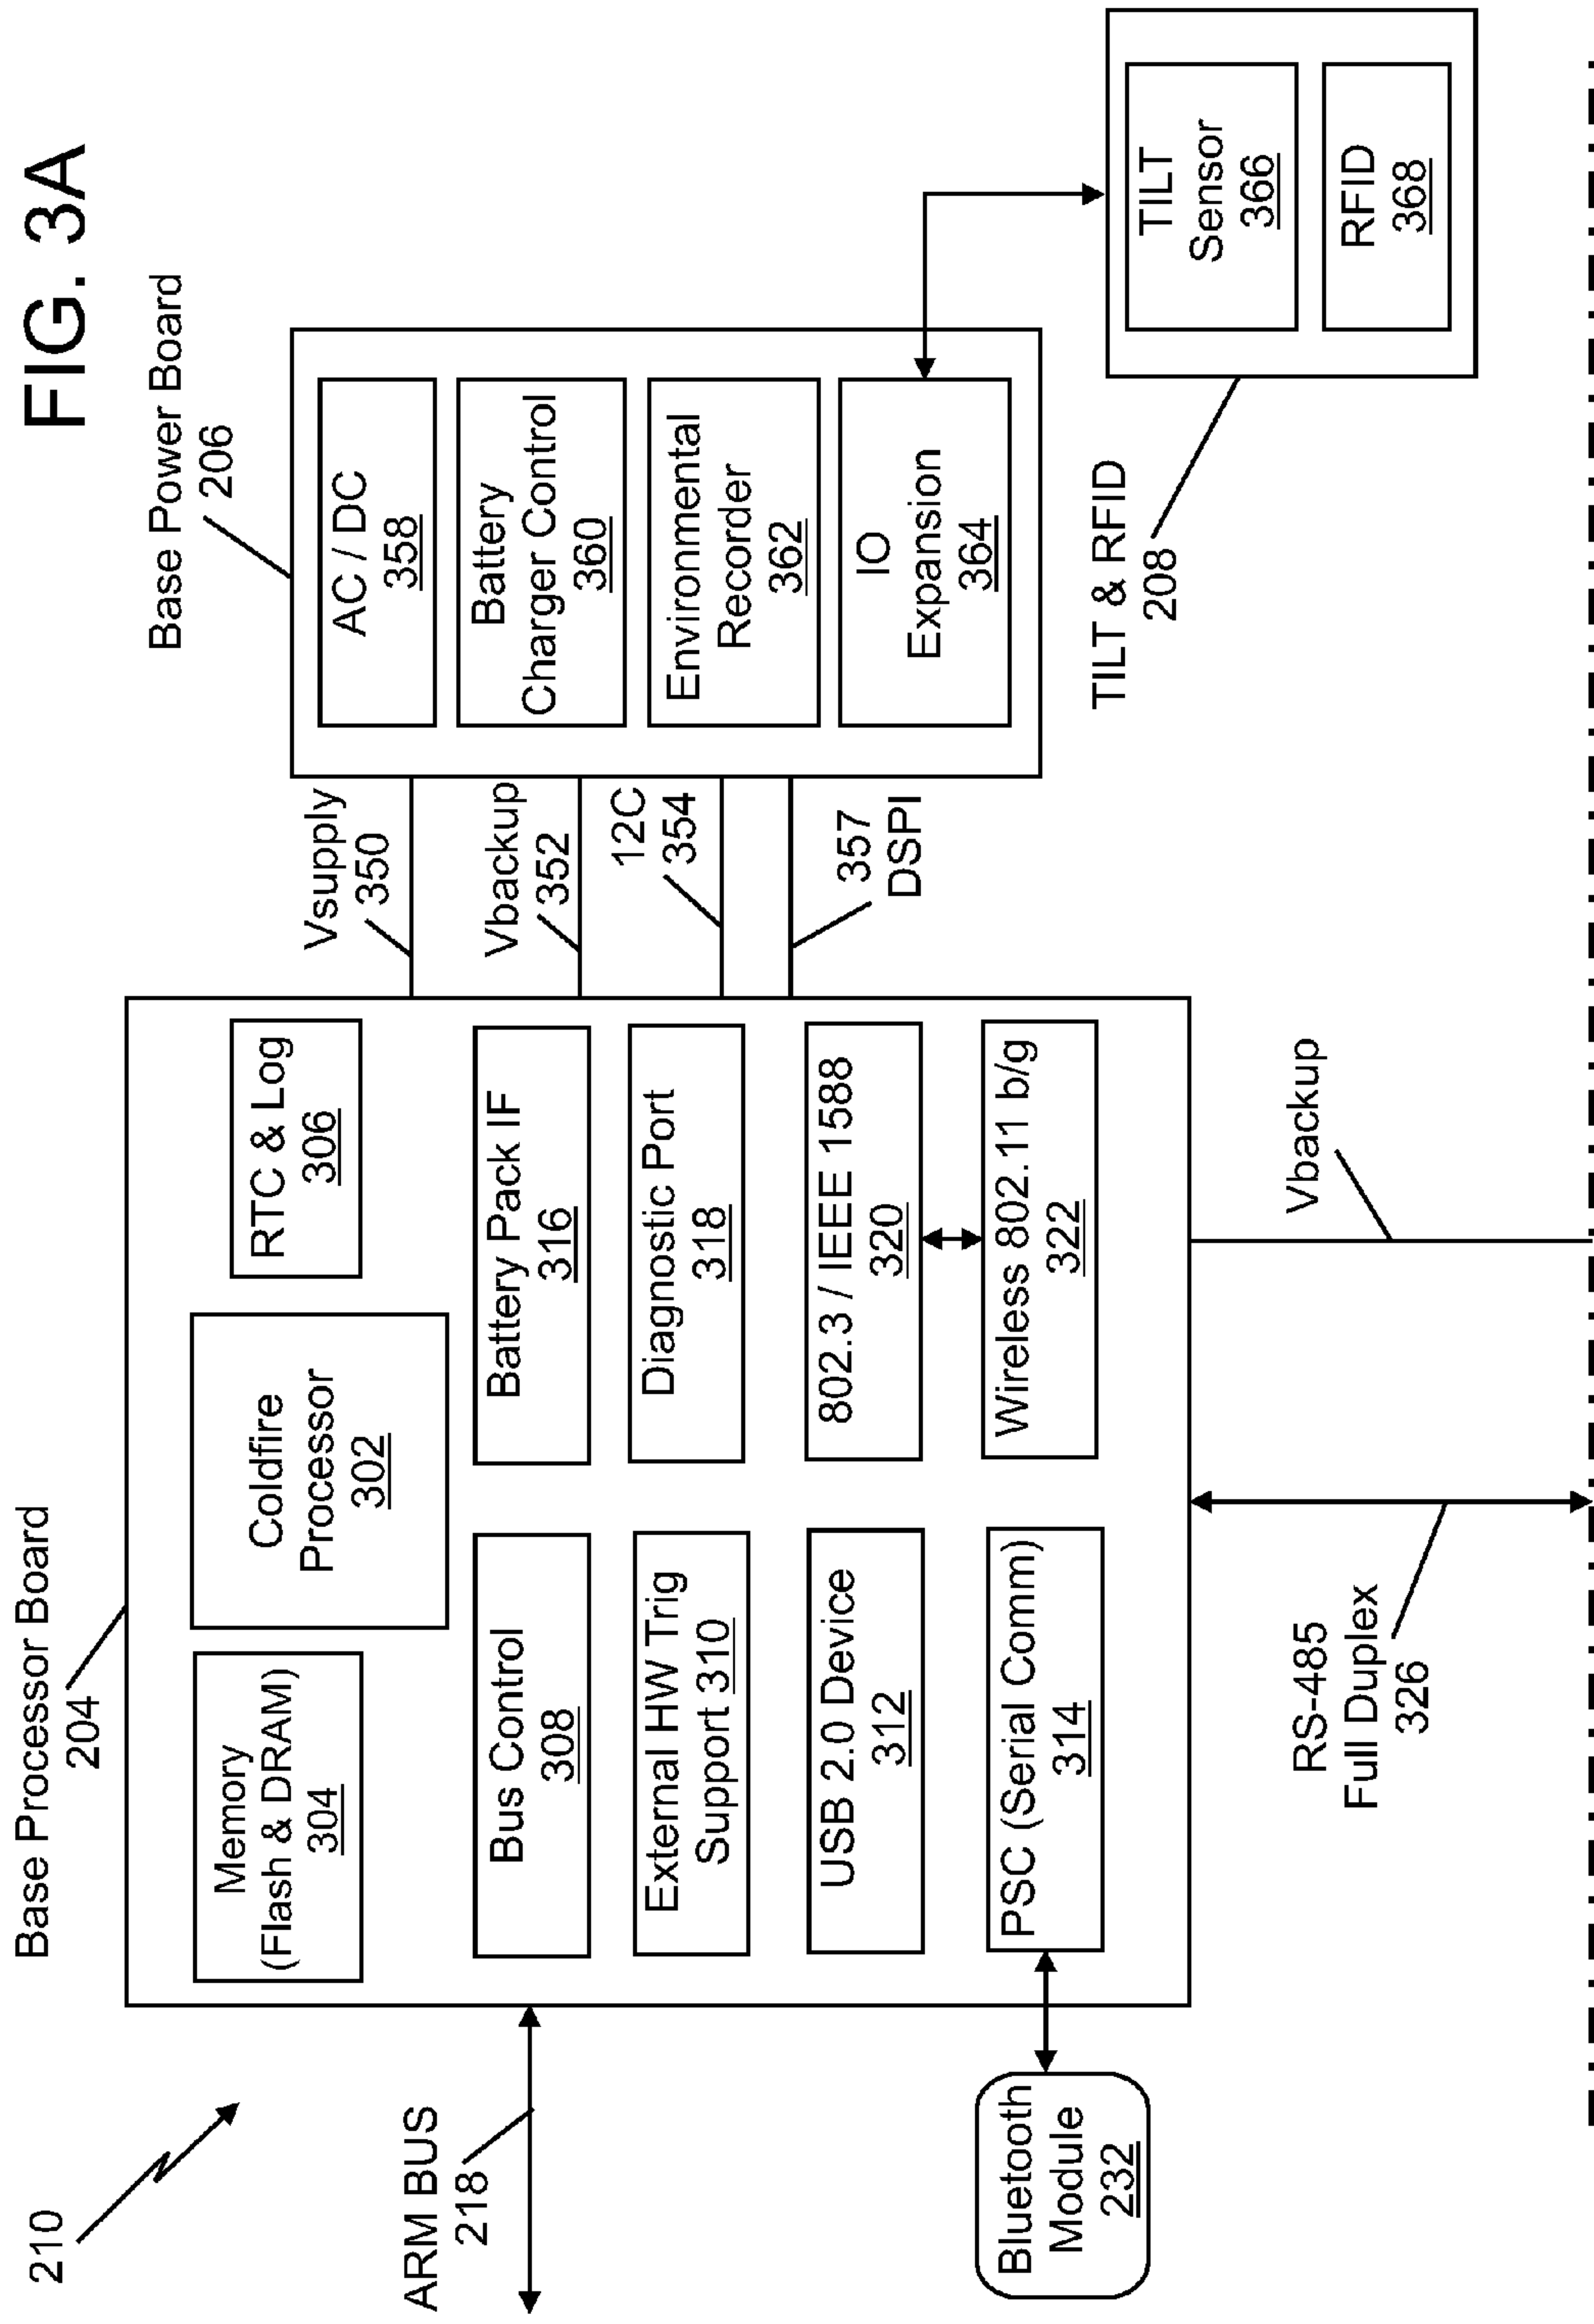 FIG. 3A
210
Base Processor Board
204
Memory
(Flash & DRAM)
304
Coldfire
Processor
302
RTC & Log
306
Bus Control
308
Battery Pack IF
316
External HW Trig
Support 310
Diagnostic Port
318
USB 2.0 Device
312
802.3 / IEEE 1588
320
PSC (Serial Comm)
314
Wireless 802.11 b/g
322
ARM BUS
218
Bluetooth
Module
232
RS-485
Full Duplex
326
Vbackup
Vsupply
350
Vbackup
352
12C
354
357
DSPI
Base Power Board
206
AC / DC
358
Battery
Charger Control
360
Environmental
Recorder
362
IO
Expansion
364
TILT & RFID
208
TILT
Sensor
366
RFID
368